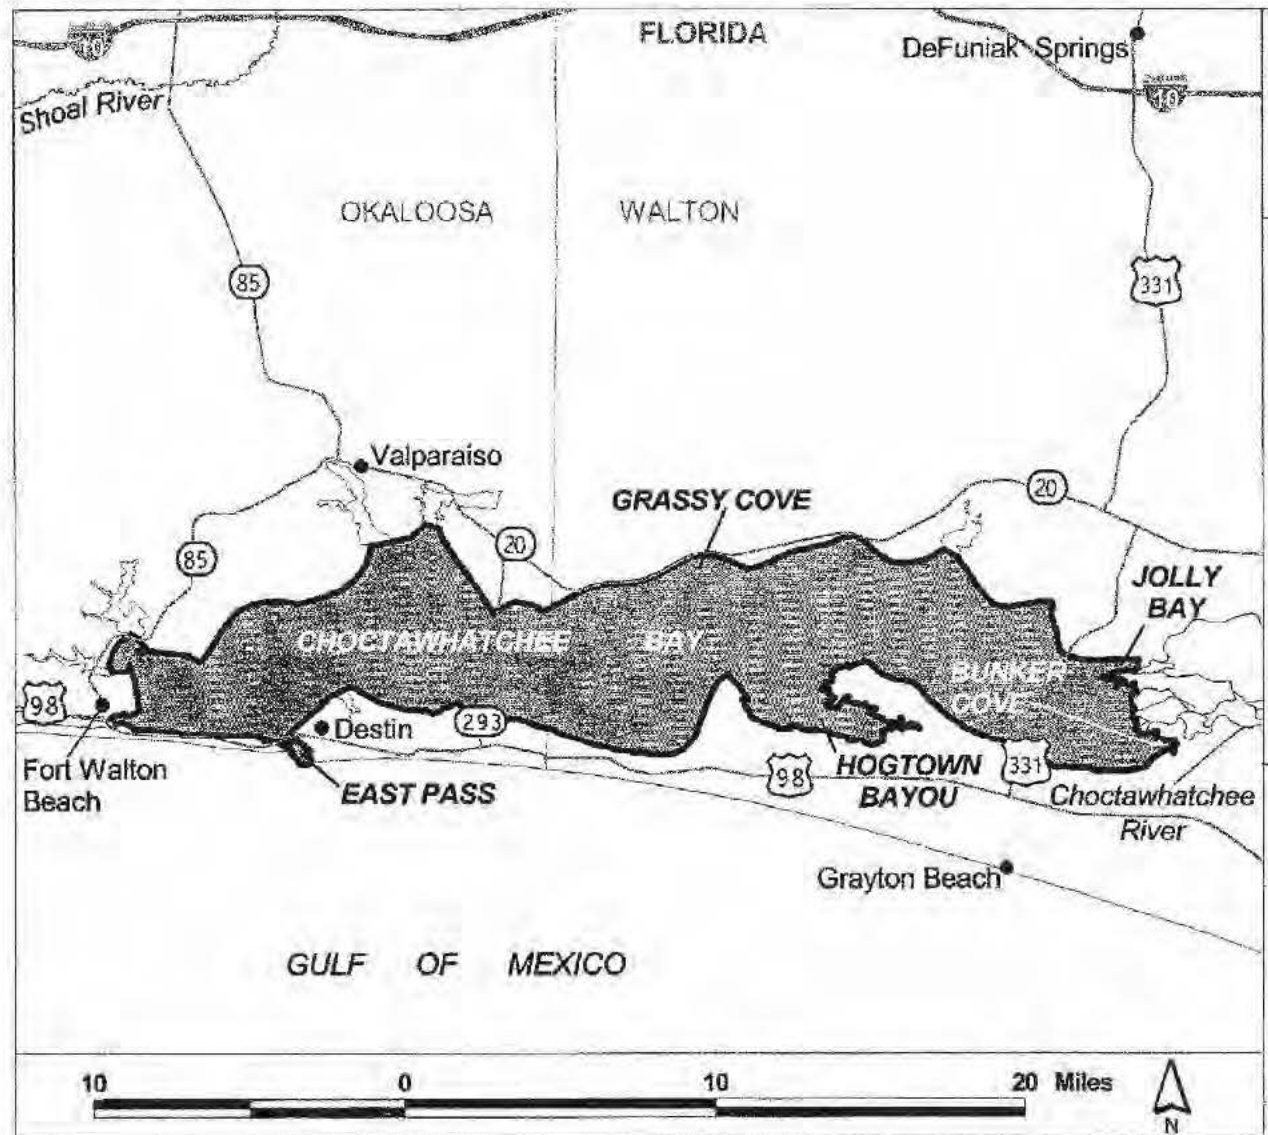 FLORIDA
DeFuniak Springs
10
10
Shoal River
OKALOOSA
WALTON
85
331
Valparaiso
GRASSY COVE
20
85
20
JOLLY
BAY
CHOCTAWHATCHEE BAY
BUNKER
COVE
98
Destin
293
Fort Walton
Beach
EAST PASS
98
HOGTOWN
BAYOU
331
Choctawhatchee
River
Grayton Beach
GULF OF MEXICO
10 0 10 20 Miles
N